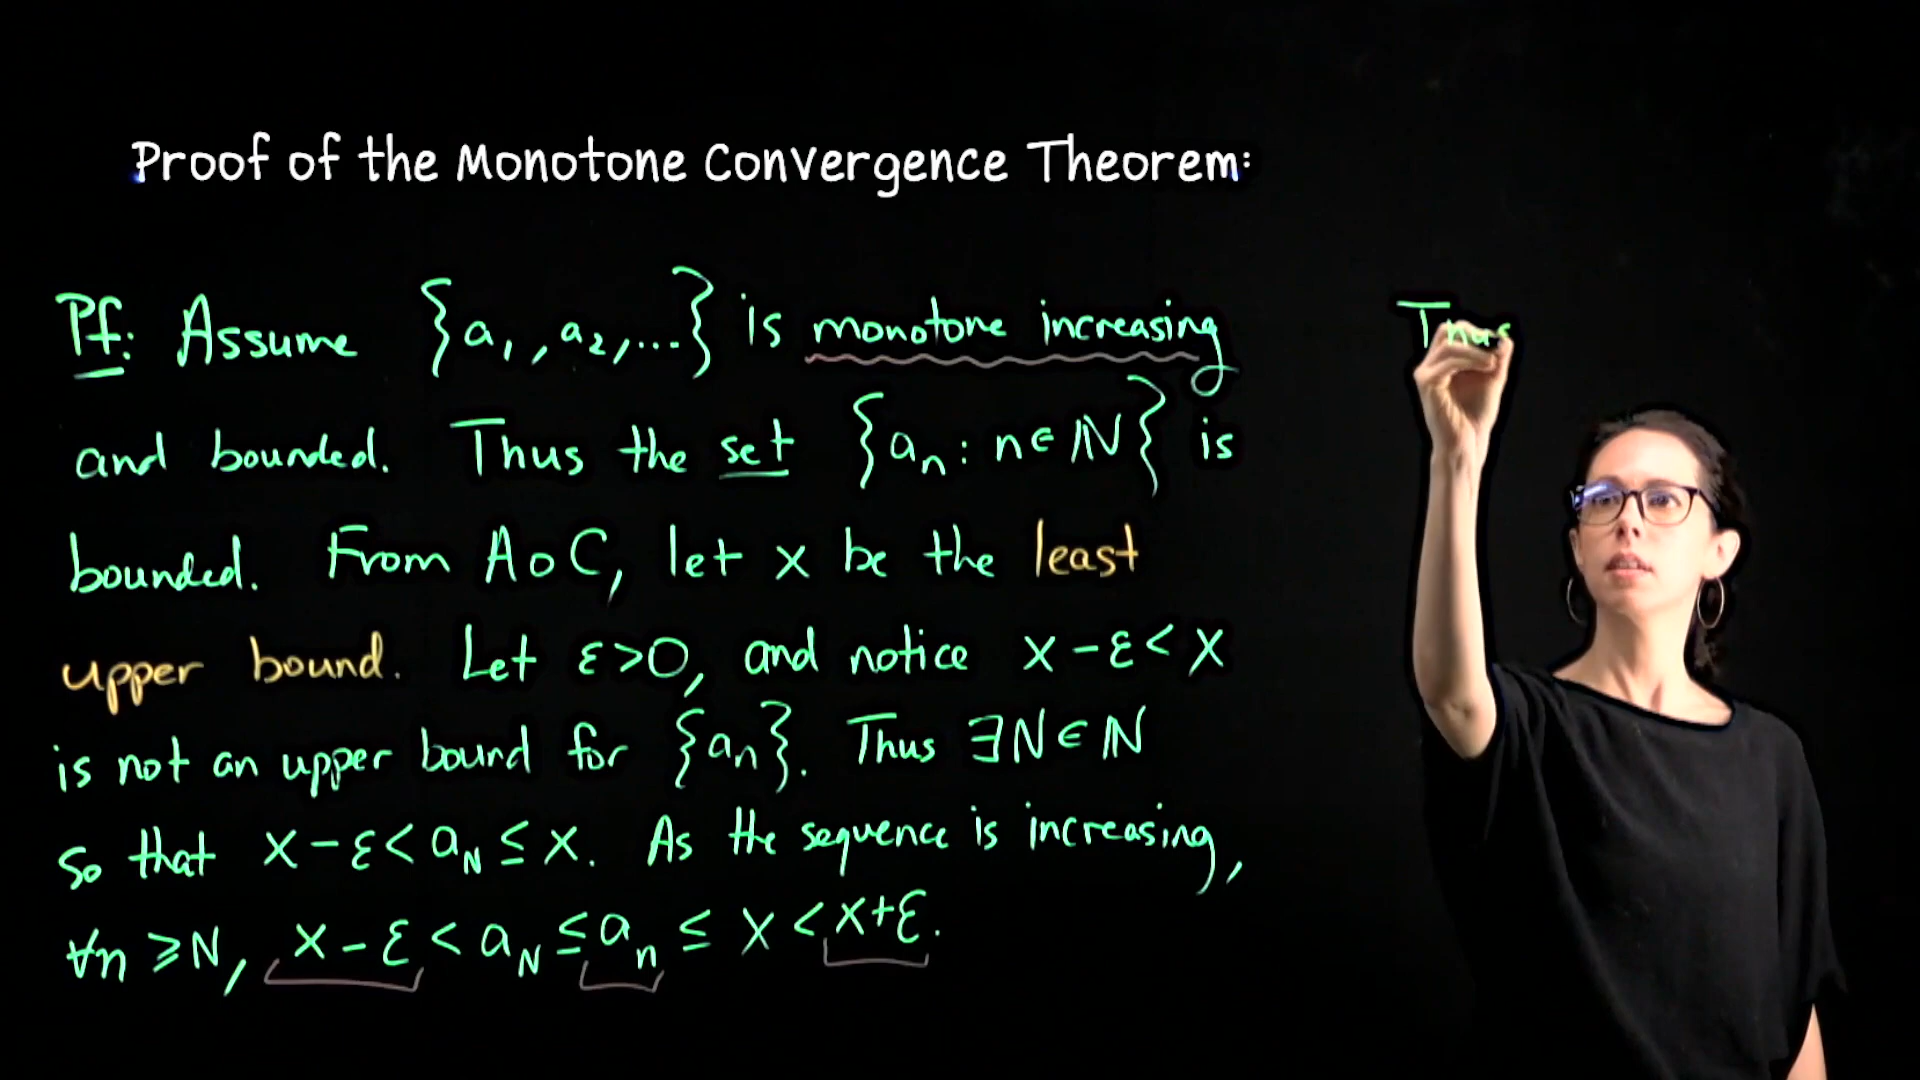 Proof of the Monotone Convergence Theorem:
Pf: Assume {a₁, a₂, ...} is monotone increasing
and bounded. Thus the set {aₙ : n ∈ ℕ} is
bounded. From AoC, let x be the least
upper bound. Let ε > 0, and notice x - ε < x
is not an upper bound for {aₙ}. Thus ∃N ∈ ℕ
so that x - ε < a_N ≤ x. As the sequence is increasing,
∀n ≥ N, x - ε < a_N ≤ aₙ ≤ x < x + ε.
Thus